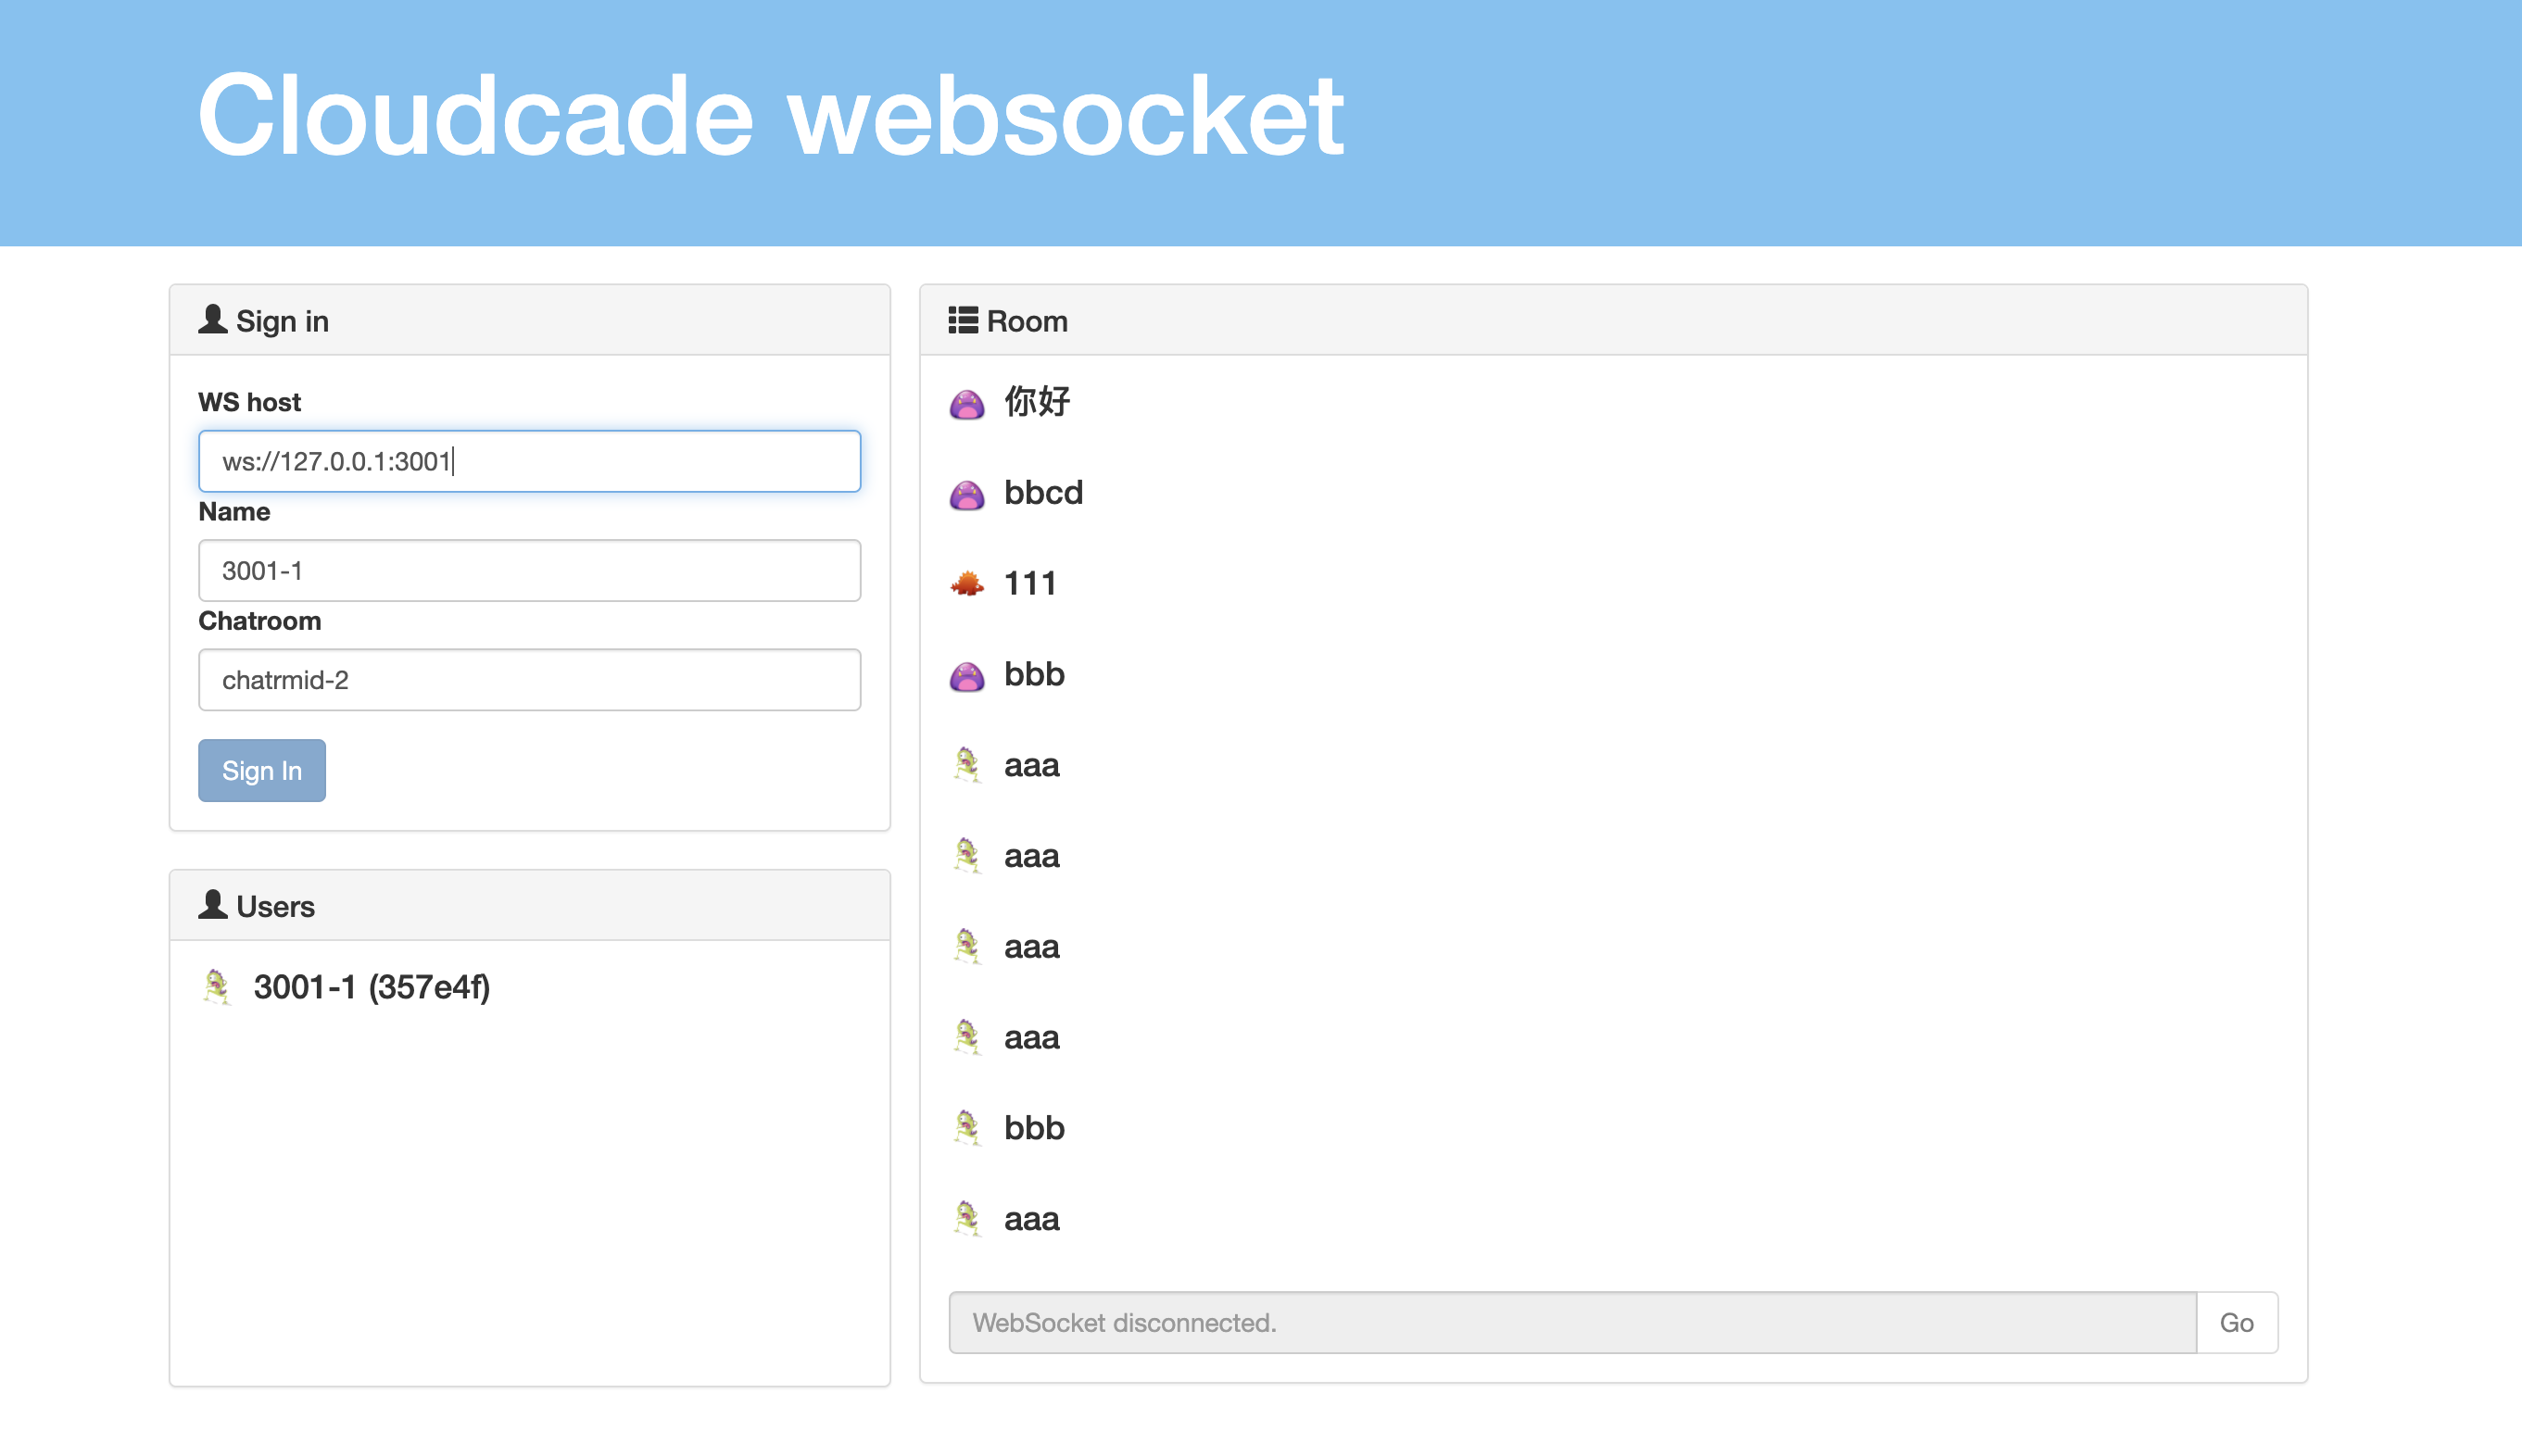 Cloudcade websocket
Sign in
WS host
ws://127.0.0.1:3001
Name
3001-1
Chatroom
chatrmid-2
Sign In
Users
3001-1 (357e4f)
Room
你好
bbcd
111
bbb
aaa
aaa
aaa
aaa
bbb
aaa
WebSocket disconnected.
Go